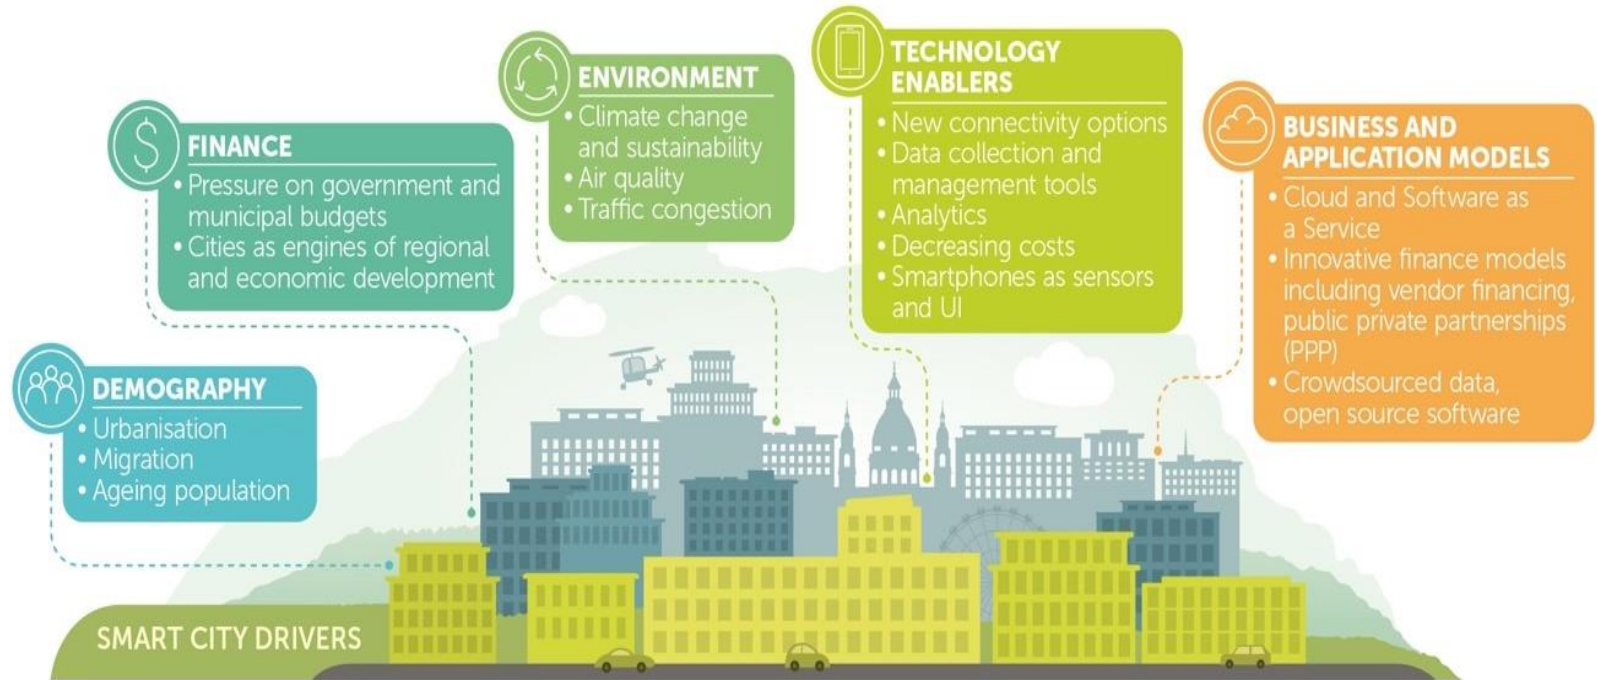 DEMOGRAPHY
• Urbanisation
• Migration
• Ageing population
$
FINANCE
• Pressure on government and
municipal budgets
• Cities as engines of regional
and economic development
ENVIRONMENT
• Climate change
and sustainability
• Air quality
• Traffic congestion
TECHNOLOGY
ENABLERS
• New connectivity options
• Data collection and
management tools
• Analytics
• Decreasing costs
• Smartphones as sensors
and UI
BUSINESS AND
APPLICATION MODELS
• Cloud and Software as
a Service
• Innovative finance models
including vendor financing,
public private partnerships
(PPP)
• Crowdsourced data,
open source software
SMART CITY DRIVERS